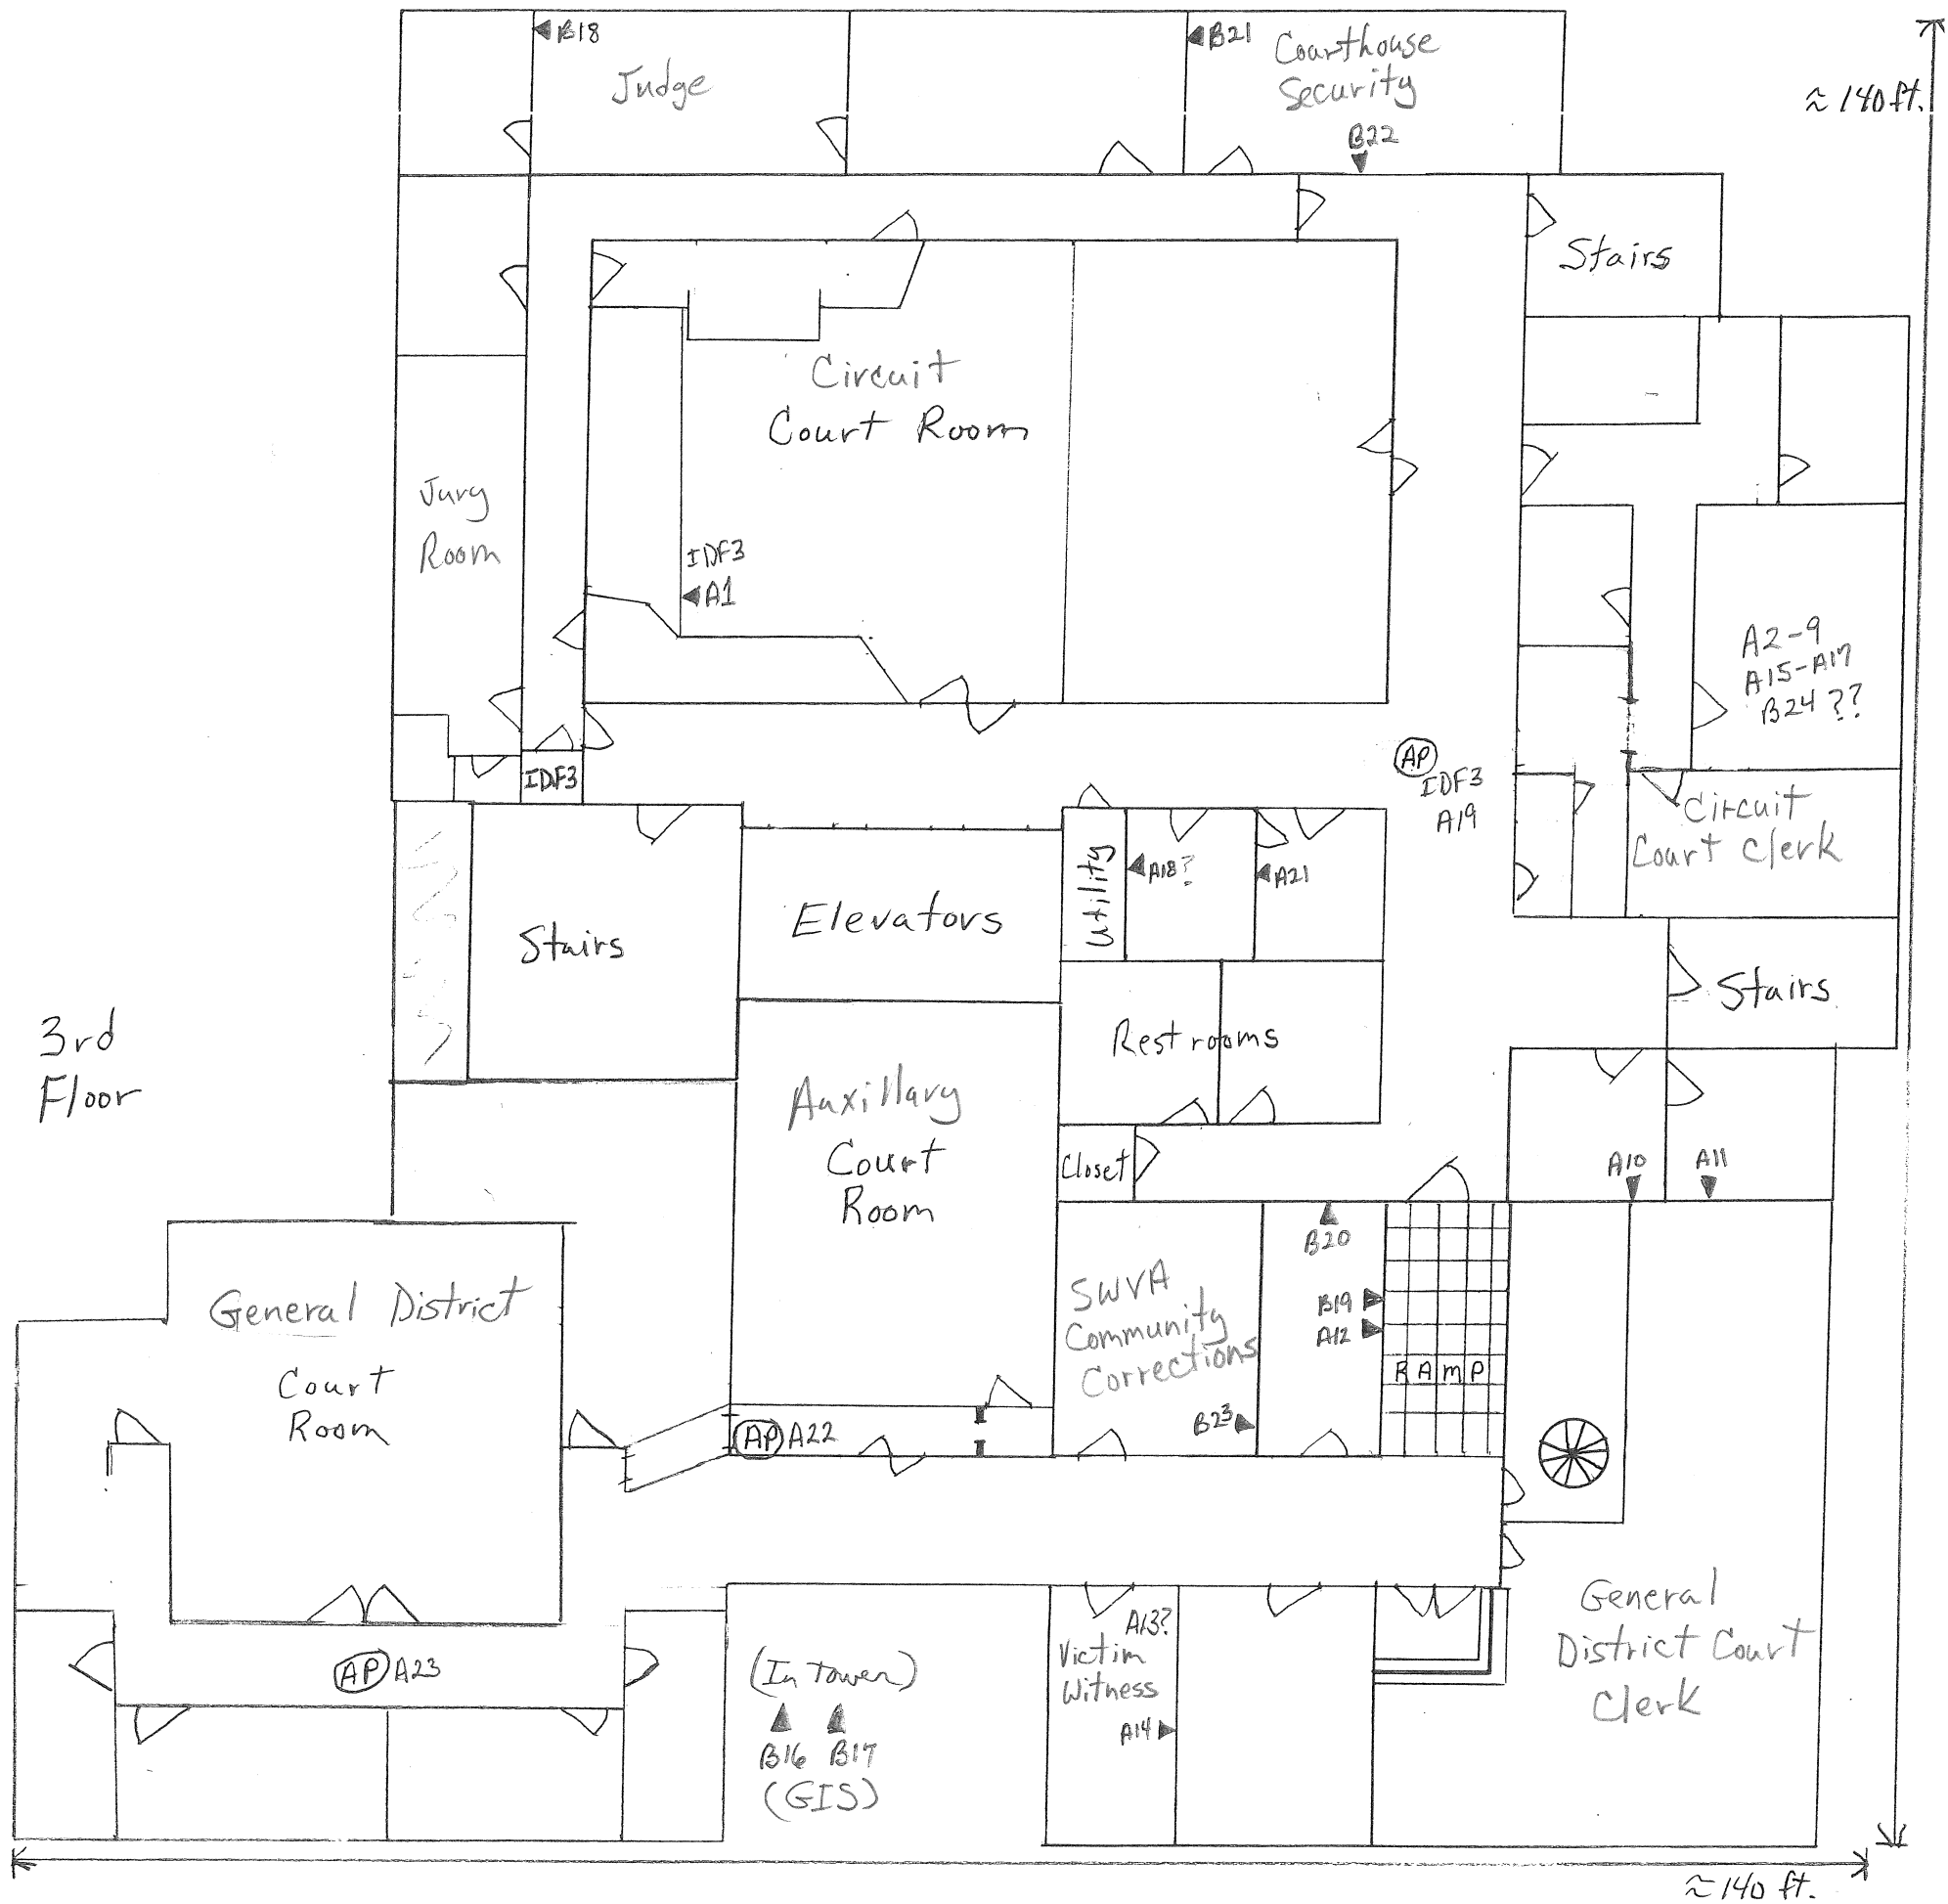 B18
Judge
B21
Courthouse
Security
B22
≈ 140 ft.
Stairs
Circuit
Court Room
Jury
Room
IDF3
A1
A2-9
A15-A17
B24 ??
IDF3
AP
IDF3
A19
Circuit
Court Clerk
Utility
A18?
A21
Elevators
Stairs
Stairs
3rd
Floor
Restrooms
Auxillary
Court
Room
Closet
A10
A11
B20
General District
Court
Room
SWVA
Community
Corrections
B19
A12
RAMP
B23
AP A22
General
District Court
Clerk
A13?
Victim
Witness
A14
AP A23
(In Tower)
B16 B17
(GIS)
≈ 140 ft.